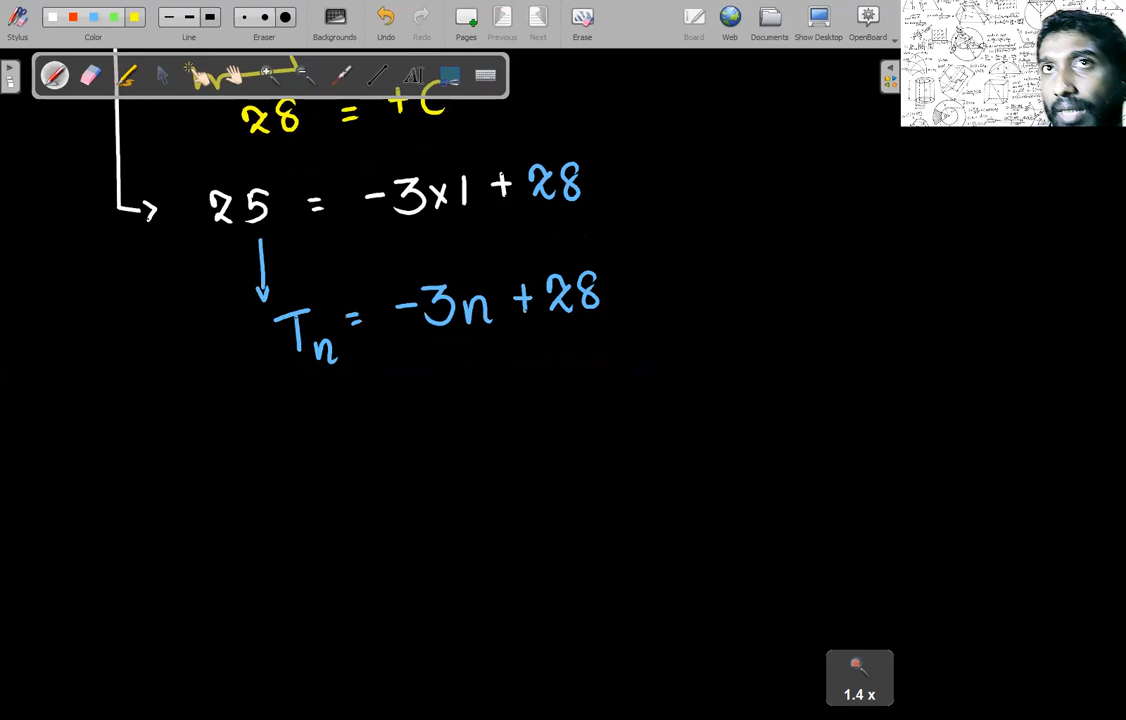 Stylus Color Line Eraser Backgrounds Undo Redo Pages Previous Next Erase Board Web Documents Show Desktop OpenBoard
28 = +C
25 = -3x1 + 28
Tn = -3n + 28
1.4 x